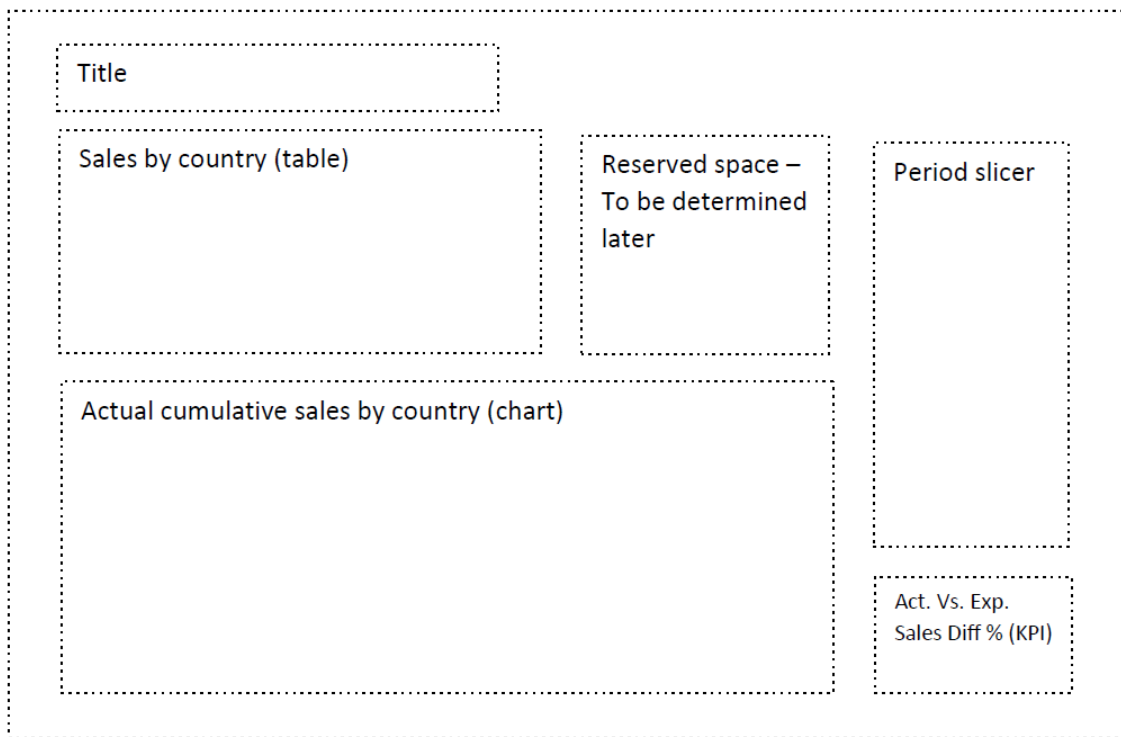 Title
Sales by country (table)
Reserved space –
To be determined
later
Period slicer
Actual cumulative sales by country (chart)
Act. Vs. Exp.
Sales Diff % (KPI)